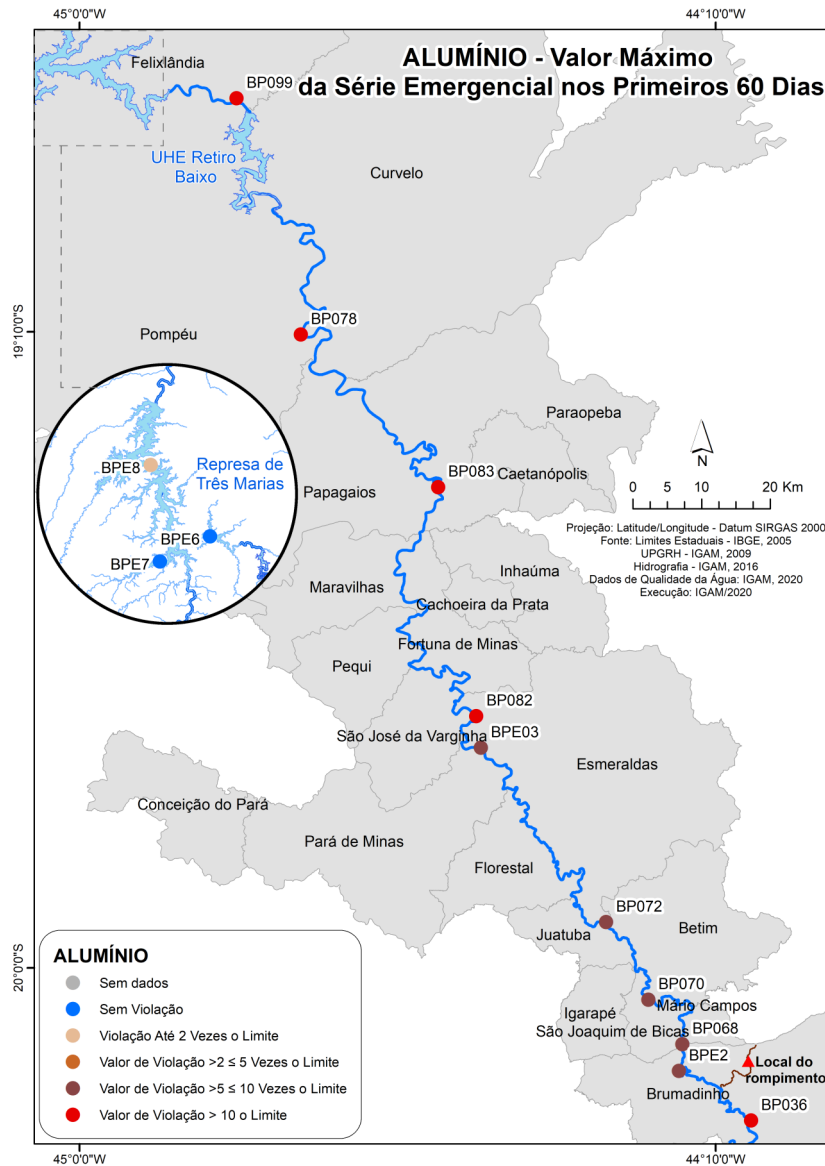 45°0'0"W
44°10'0"W
ALUMÍNIO - Valor Máximo
da Série Emergencial nos Primeiros 60 Dias
Felixlândia
BP099
UHE Retiro
Baixo
Curvelo
19°10'0"S
BP078
Pompéu
Paraopeba
BP083
Caetanópolis
N
0 5 10 20 Km
BPE8
Represa de
Três Marias
BPE6
BPE7
Papagaios
Projeção: Latitude/Longitude - Datum SIRGAS 2000
Fonte: Limites Estaduais - IBGE, 2005
UPGRH - IGAM, 2009
Hidrografia - IGAM, 2016
Dados de Qualidade da Água: IGAM, 2020
Execução: IGAM/2020
Inhaúma
Maravilhas
Cachoeira da Prata
Fortuna de Minas
Pequi
BP082
São José da Varginha
BPE03
Esmeraldas
Conceição do Pará
Pará de Minas
Florestal
BP072
Juatuba
Betim
20°0'0"S
BP070
Mário Campos
Igarapé
São Joaquim de Bicas
BP068
BPE2
Local do
rompimento
Brumadinho
BP036
ALUMÍNIO
Sem dados
Sem Violação
Violação Até 2 Vezes o Limite
Valor de Violação >2 ≤ 5 Vezes o Limite
Valor de Violação >5 ≤ 10 Vezes o Limite
Valor de Violação > 10 o Limite
45°0'0"W
44°10'0"W